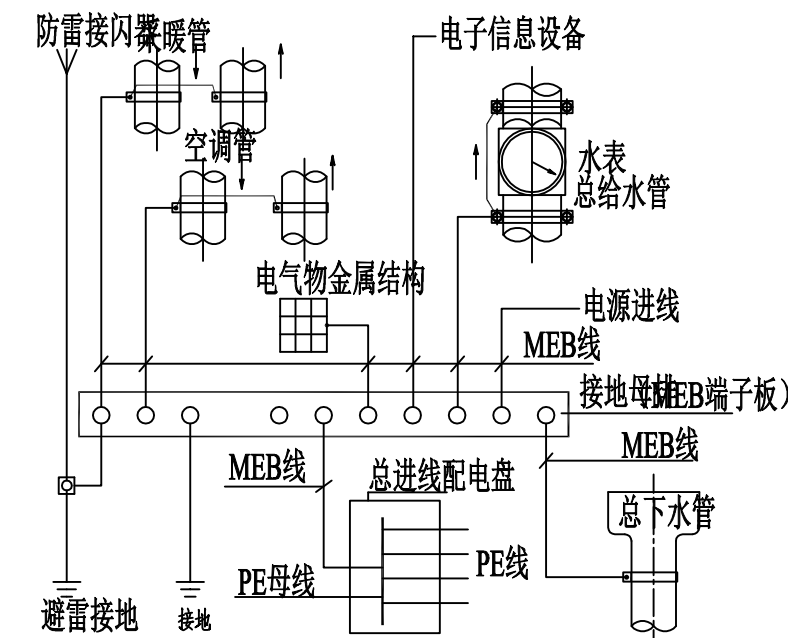 防雷接闪器
采暖管
电子信息设备
空调管
水表
总给水管
电气物金属结构
电源进线
MEB线
接地母排
（MEB端子板）
MEB线
MEB线
总进线配电盘
总下水管
PE线
PE母线
避雷接地
接地